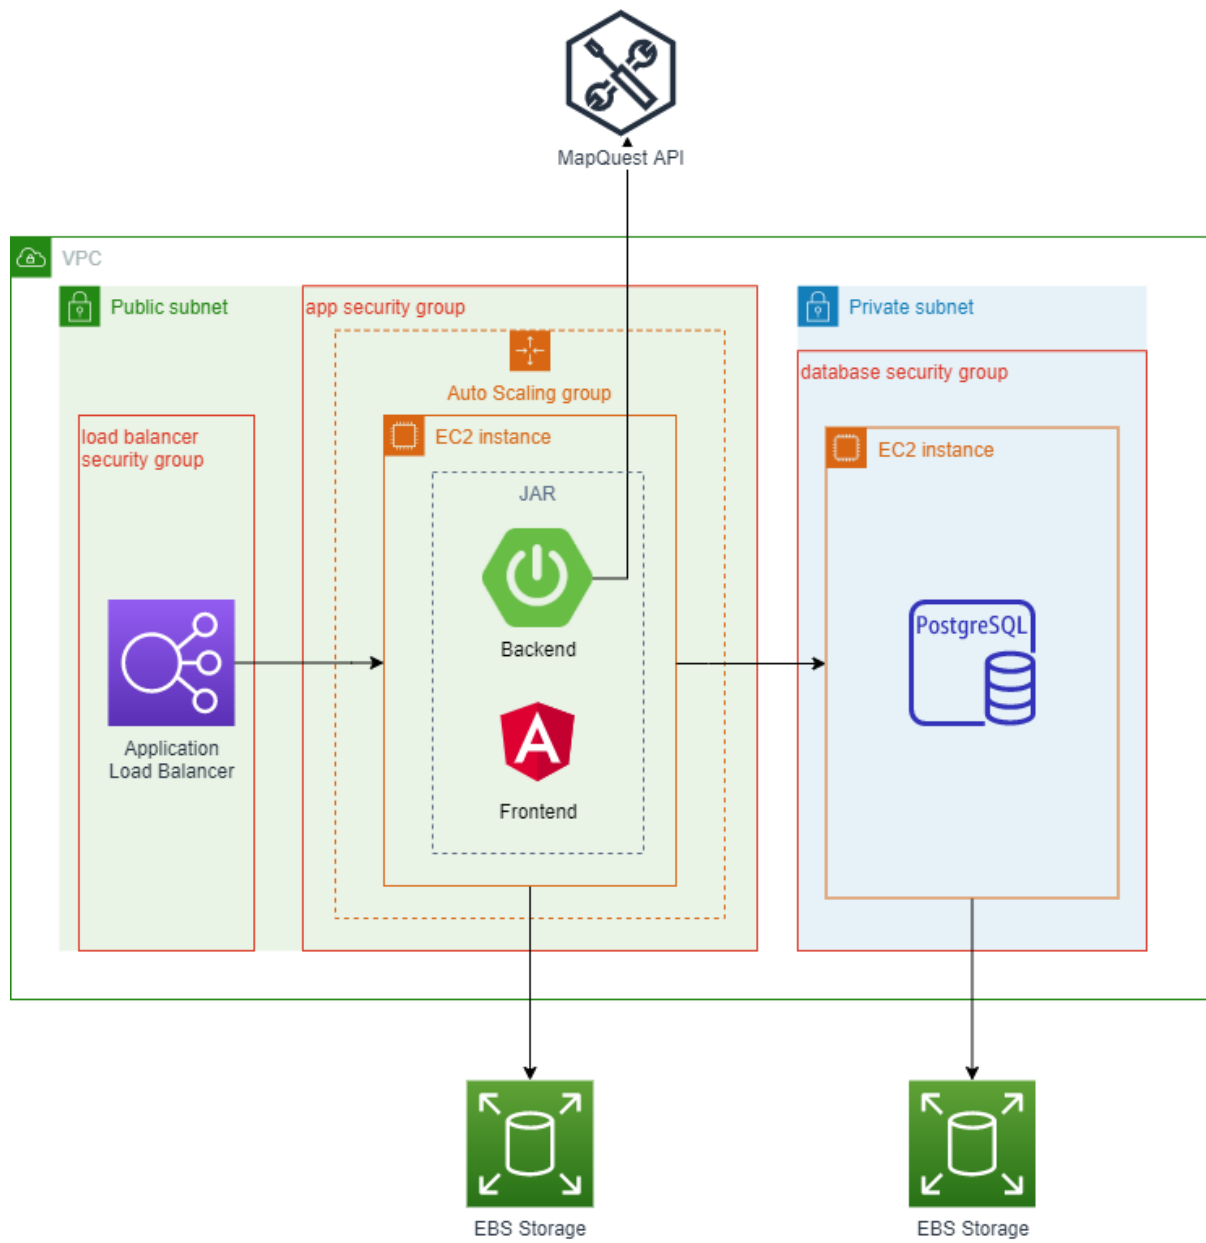 MapQuest API
VPC
Public subnet
app security group
Private subnet
Auto Scaling group
database security group
load balancer
security group
EC2 instance
EC2 instance
JAR
Backend
PostgreSQL
Application
Load Balancer
Frontend
EBS Storage
EBS Storage